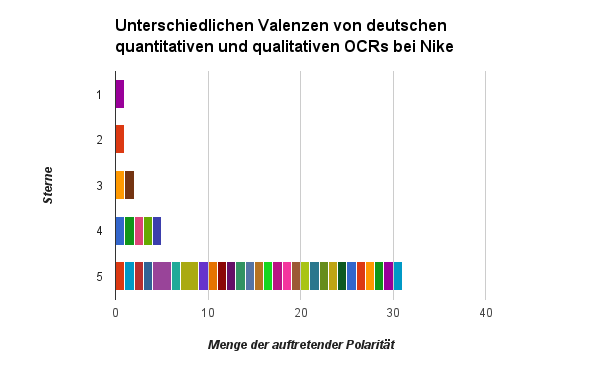 Unterschiedlichen Valenzen von deutschen
quantitativen und qualitativen OCRs bei Nike
1
2
3
4
5
Sterne
0 10 20 30 40
Menge der auftretender Polarität